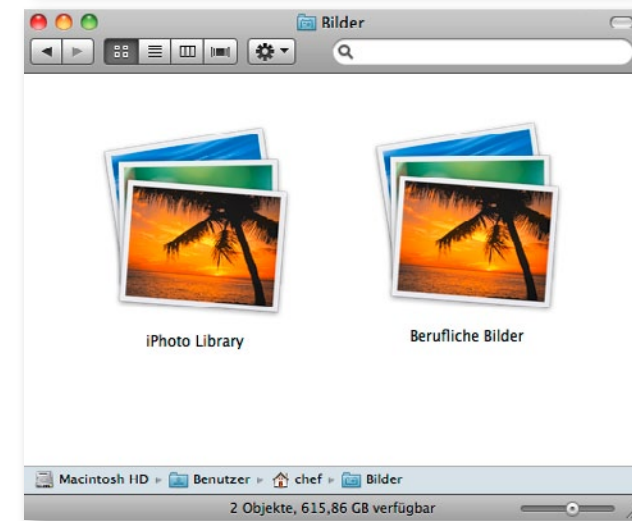 Bilder
iPhoto Library
Berufliche Bilder
Macintosh HD ▸ Benutzer ▸ chef ▸ Bilder
2 Objekte, 615,86 GB verfügbar